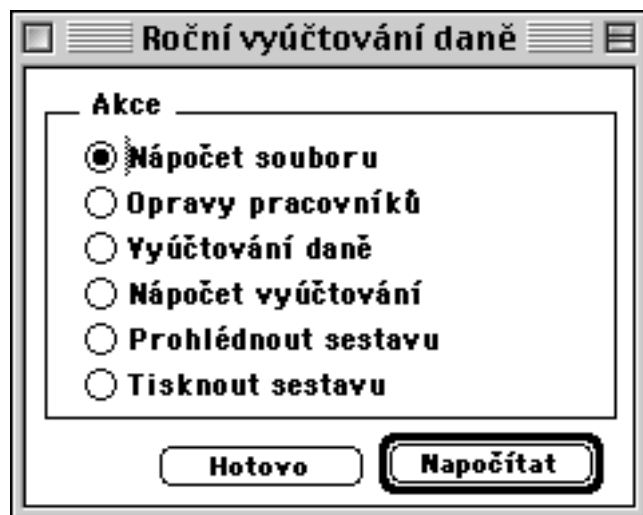 Roční vyúčtování daně
Akce
Nápočet souboru
Opravy pracovníků
Vyúčtování daně
Nápočet vyúčtování
Prohlédnout sestavu
Tisknout sestavu
Hotovo
Napočítat